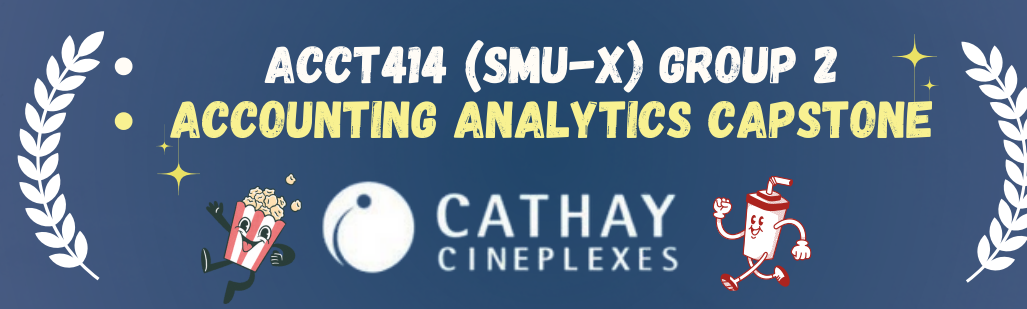 ACCT414 (SMU-X) GROUP 2
ACCOUNTING ANALYTICS CAPSTONE
CATHAY
CINEPLEXES